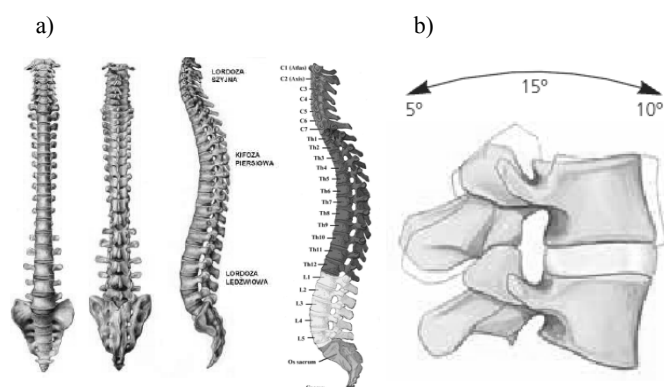 a)
b)
LORDOZA
SZYJNA
KIFOZA
PIERSIOWA
LORDOZA
LĘDŹWIOWA
C1 (Atlas)
C2 (Axis)
C3
C4
C5
C6
C7
Th1
Th2
Th3
Th4
Th5
Th6
Th7
Th8
Th9
Th10
Th11
Th12
L1
L2
L3
L4
L5
Os sacrum
15°
5°
10°